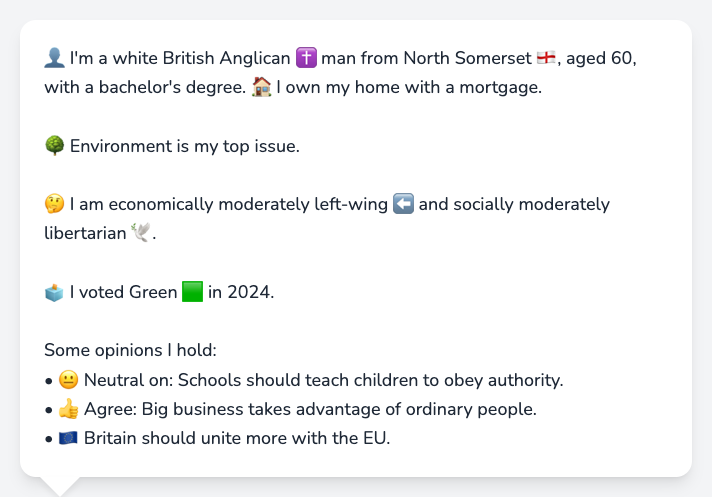 👤 I'm a white British Anglican ✝️ man from North Somerset 🏴󠁧󠁢󠁥󠁮󠁧󠁿, aged 60,
with a bachelor's degree. 🏠 I own my home with a mortgage.
🌳 Environment is my top issue.
🤔 I am economically moderately left-wing ⬅️ and socially moderately
libertarian 🕊️.
🗳️ I voted Green 🟩 in 2024.
Some opinions I hold:
• 😐 Neutral on: Schools should teach children to obey authority.
• 👍 Agree: Big business takes advantage of ordinary people.
• 🇪🇺 Britain should unite more with the EU.